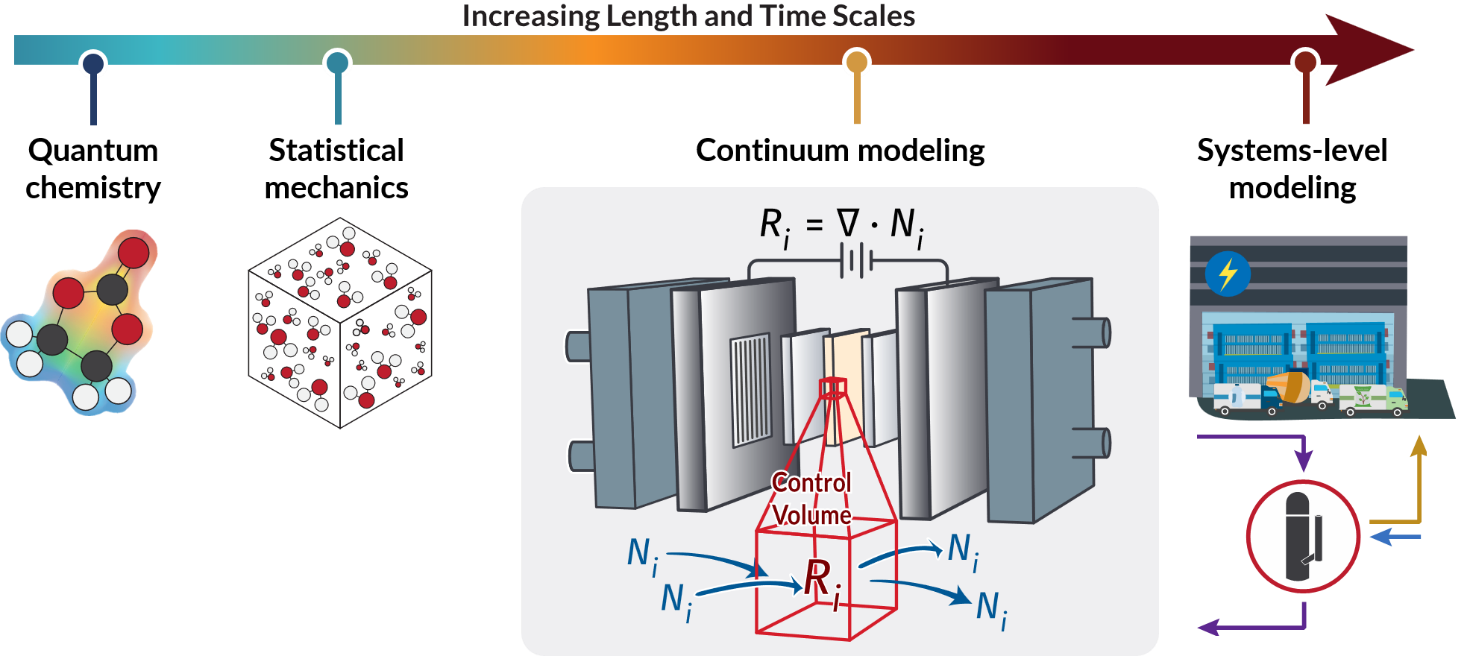 Increasing Length and Time Scales
Quantum
chemistry
Statistical
mechanics
Continuum modeling
Systems-level
modeling
R_i = ∇ · N_i
Control
Volume
N_i
N_i
R_i
N_i
N_i